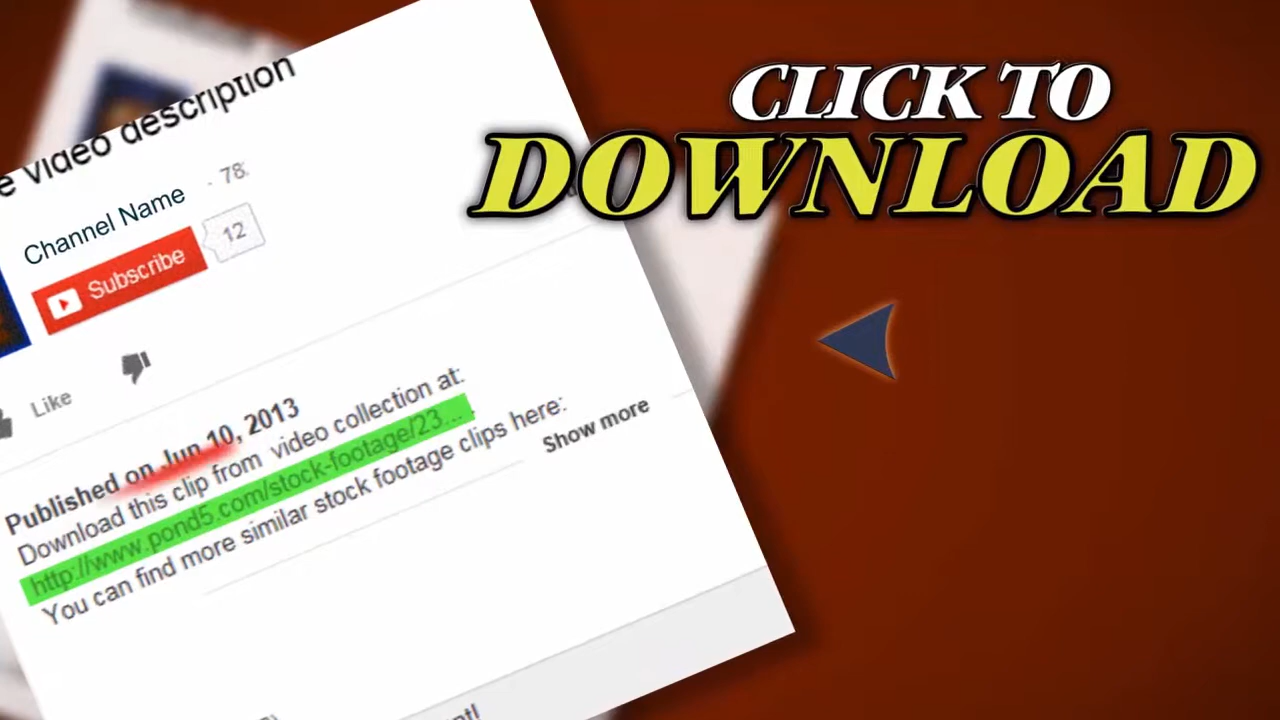 CLICK TO
DOWNLOAD
video description
Channel Name
78
Subscribe
12
Like
Published on Jun 10, 2013
Download this clip from video collection at:
http://www.pond5.com/stock-footage/23...
You can find more similar stock footage clips here:
Show more